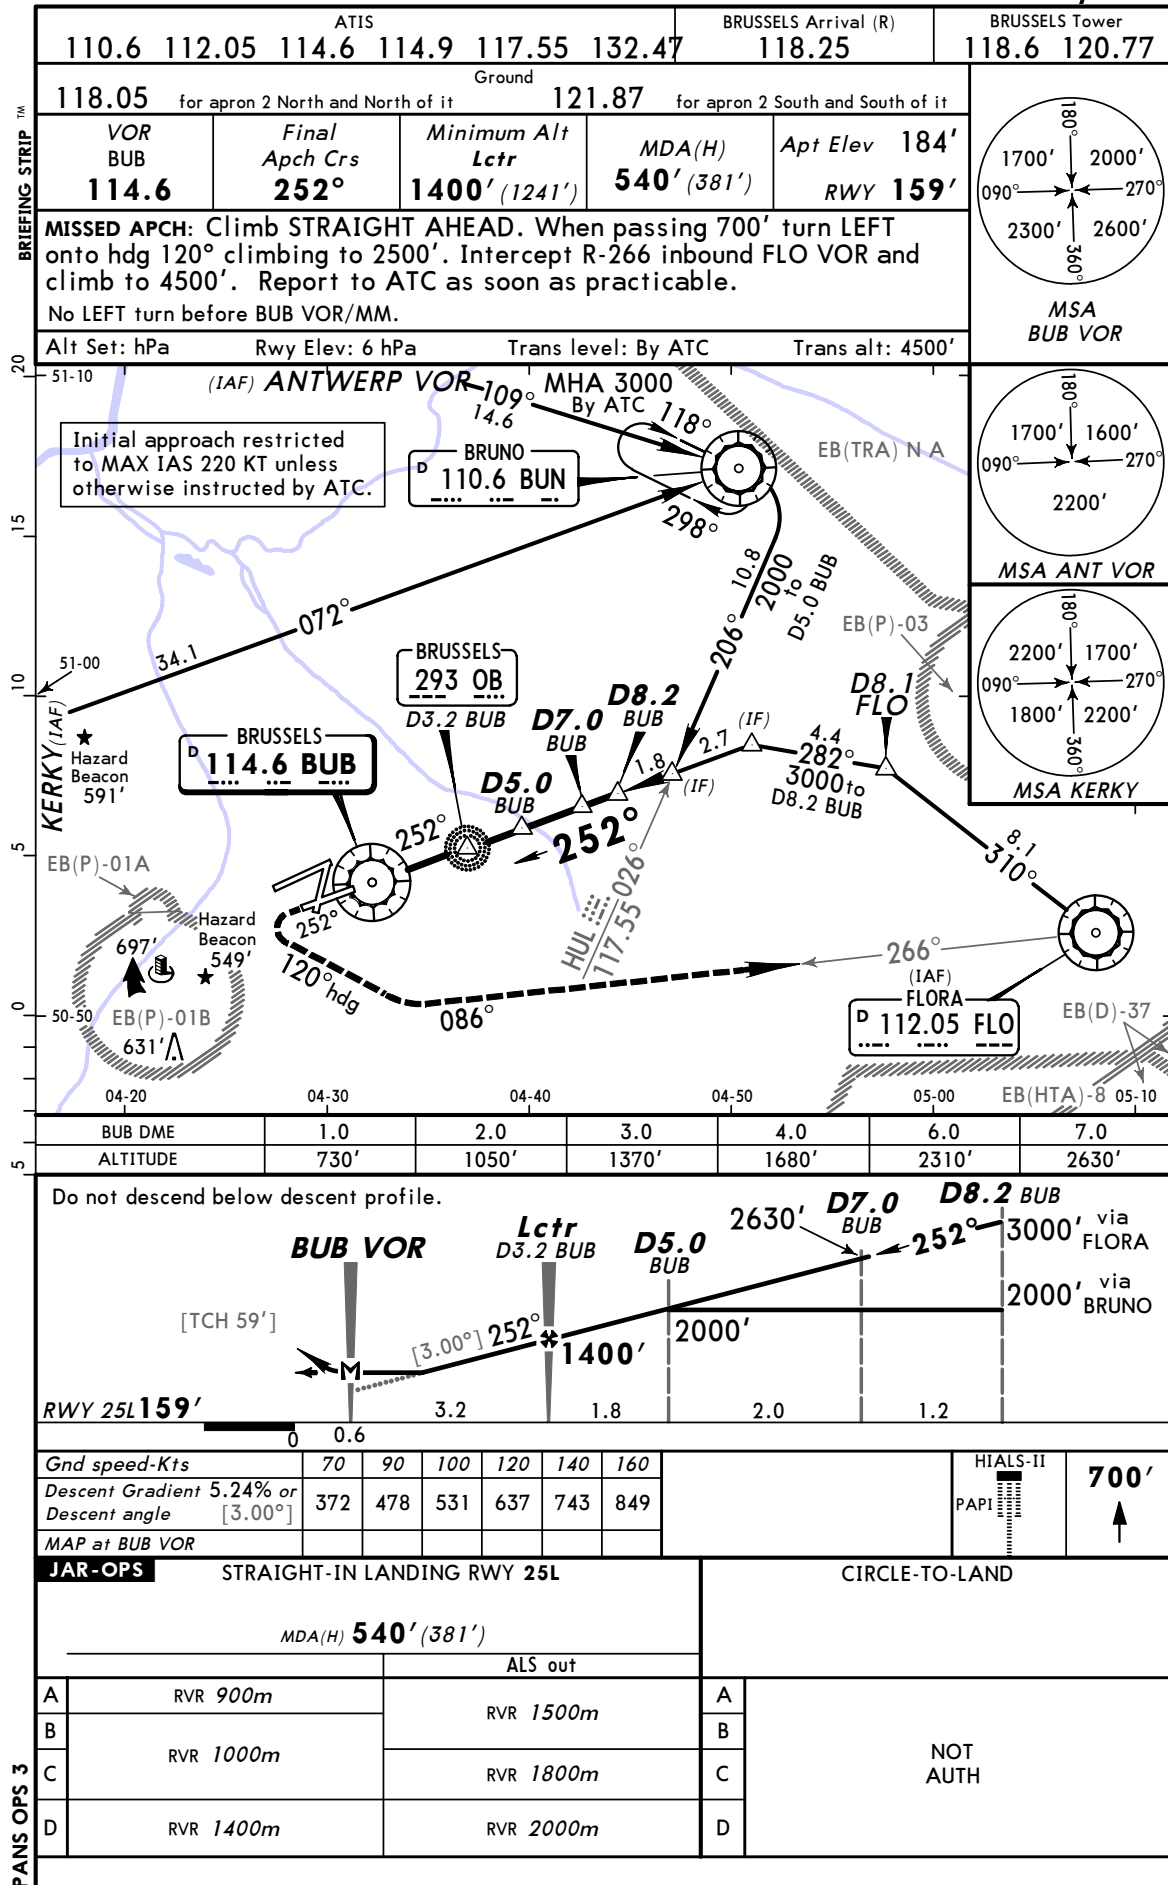 ATIS
110.6 112.05 114.6 114.9 117.55 132.47
BRUSSELS Arrival (R)
118.25
BRUSSELS Tower
118.6 120.77
Ground
118.05 for apron 2 North and North of it 121.87 for apron 2 South and South of it
BRIEFING STRIP TM
VOR
BUB
114.6
Final
Apch Crs
252°
Minimum Alt
Lctr
1400' (1241')
MDA(H)
540' (381')
Apt Elev 184'
RWY 159'
MISSED APCH: Climb STRAIGHT AHEAD. When passing 700' turn LEFT
onto hdg 120° climbing to 2500'. Intercept R-266 inbound FLO VOR and
climb to 4500'. Report to ATC as soon as practicable.
No LEFT turn before BUB VOR/MM.
Alt Set: hPa Rwy Elev: 6 hPa Trans level: By ATC Trans alt: 4500'
180°
1700' 2000'
090° 270°
2300' 2600'
360°
MSA
BUB VOR
180°
1700' 1600'
090° 270°
2200'
MSA ANT VOR
180°
2200' 1700'
090° 270°
1800' 2200'
360°
MSA KERKY
20
15
10
5
0
5
51-10
(IAF) ANTWERP VOR
109°
14.6
MHA 3000
By ATC
118°
298°
Initial approach restricted
to MAX IAS 220 KT unless
otherwise instructed by ATC.
BRUNO
D 110.6 BUN
EB(TRA) N A
10.8
2000
to
D5.0 BUB
206°
072°
34.1
EB(P)-03
51-00
KERKY (IAF)
Hazard
Beacon
591'
BRUSSELS
293 OB
D3.2 BUB
BRUSSELS
D 114.6 BUB
D5.0
BUB
D7.0
BUB
D8.2
BUB
1.8
2.7
(IF)
(IF)
D8.1
FLO
4.4
282°
3000 to
D8.2 BUB
8.1
310°
252°
252°
252°
HUL
117.55
026°
EB(P)-01A
Hazard
Beacon
549'
697'
EB(P)-01B
631'
120° hdg
086°
266°
(IAF)
FLORA
D 112.05 FLO
EB(D)-37
EB(HTA)-8
50-50
04-20 04-30 04-40 04-50 05-00 05-10
BUB DME 1.0 2.0 3.0 4.0 6.0 7.0
ALTITUDE 730' 1050' 1370' 1680' 2310' 2630'
Do not descend below descent profile.
BUB VOR
Lctr
D3.2 BUB
D5.0
BUB
2630'
D7.0
BUB
D8.2 BUB
252°
3000' via
FLORA
2000' via
BRUNO
[TCH 59']
[3.00°] 252°
1400'
2000'
M
RWY 25L 159'
3.2 1.8 2.0 1.2
0 0.6
Gnd speed-Kts 70 90 100 120 140 160
Descent Gradient 5.24% or
Descent angle [3.00°] 372 478 531 637 743 849
MAP at BUB VOR
HIALS-II
PAPI
700'
JAR-OPS
STRAIGHT-IN LANDING RWY 25L
CIRCLE-TO-LAND
MDA(H) 540' (381')
ALS out
A RVR 900m RVR 1500m A
B B
RVR 1000m
C RVR 1800m C
D RVR 1400m RVR 2000m D
NOT
AUTH
PANS OPS 3